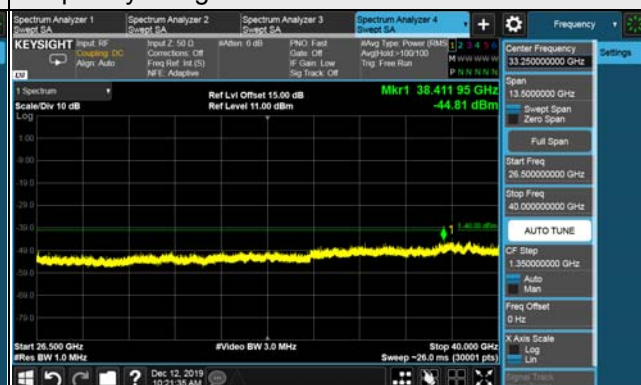 Spectrum Analyzer 1
Swept SA
Spectrum Analyzer 2
Swept SA
Spectrum Analyzer 3
Swept SA
Spectrum Analyzer 4
Swept SA
+
Frequency
KEYSIGHT
Input: RF
Coupling: DC
Align: Auto
Input Z: 50 Ω
Corrections: Off
Freq Ref: Int (S)
NFE: Adaptive
#Atten: 6 dB
PNO: Fast
Gate: Off
IF Gain: Low
Sig Track: Off
#Avg Type: Power (RMS)
Avg|Hold:>100/100
Trig: Free Run
1 2 3 4 5 6
M W W W W W
P N N N N N
LXI
1 Spectrum
Scale/Div 10 dB
Log
Ref Lvl Offset 15.00 dB
Ref Level 11.00 dBm
Mkr1 38.411 95 GHz
-44.81 dBm
1.00
-9.00
-19.0
-29.0
-39.0
-49.0
-59.0
-69.0
-79.0
1
Start 26.500 GHz
#Res BW 1.0 MHz
#Video BW 3.0 MHz
Stop 40.000 GHz
Sweep ~26.0 ms (30001 pts)
Dec 12, 2019
10:21:35 AM
Center Frequency
33.250000000 GHz
Settings
Span
13.5000000 GHz
Swept Span
Zero Span
Full Span
Start Freq
26.500000000 GHz
Stop Freq
40.000000000 GHz
AUTO TUNE
CF Step
1.350000000 GHz
Auto
Man
Freq Offset
0 Hz
X Axis Scale
Log
Lin
Signal Track